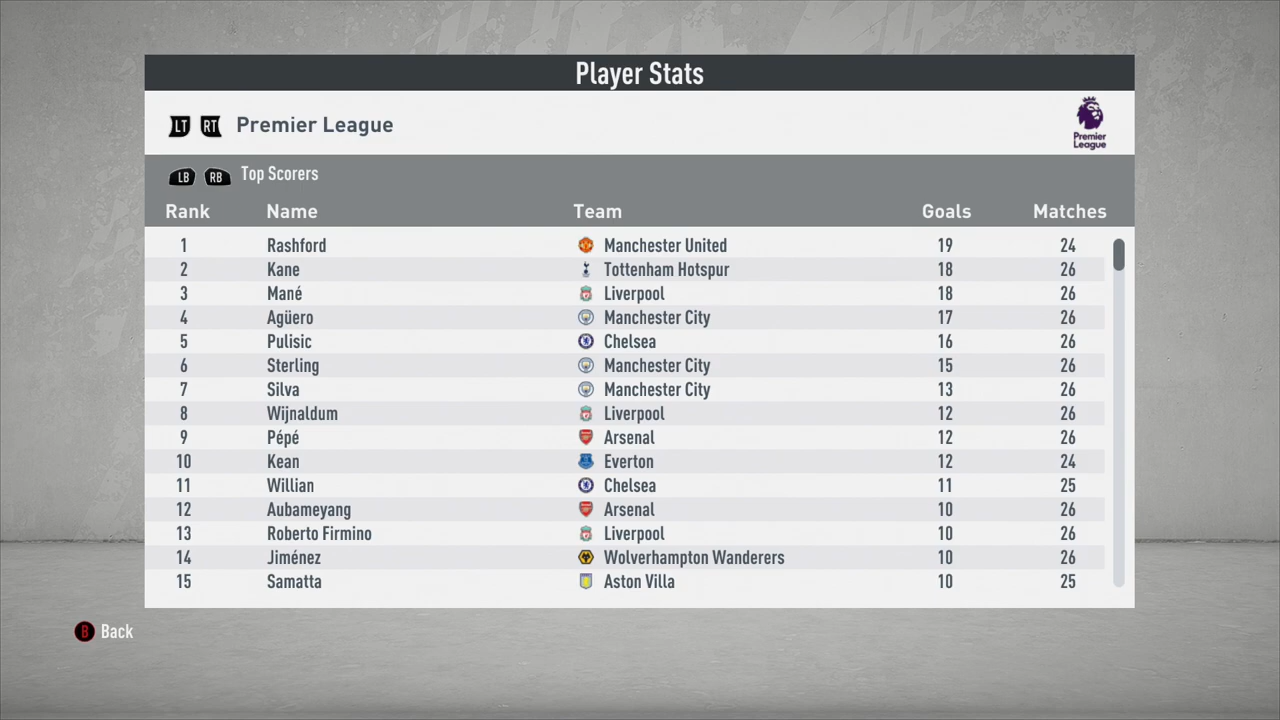 Player Stats
LT RT Premier League
Premier League
LB RB Top Scorers
Rank Name Team Goals Matches
1 Rashford Manchester United 19 24
2 Kane Tottenham Hotspur 18 26
3 Mané Liverpool 18 26
4 Agüero Manchester City 17 26
5 Pulisic Chelsea 16 26
6 Sterling Manchester City 15 26
7 Silva Manchester City 13 26
8 Wijnaldum Liverpool 12 26
9 Pépé Arsenal 12 26
10 Kean Everton 12 24
11 Willian Chelsea 11 25
12 Aubameyang Arsenal 10 26
13 Roberto Firmino Liverpool 10 26
14 Jiménez Wolverhampton Wanderers 10 26
15 Samatta Aston Villa 10 25
B Back